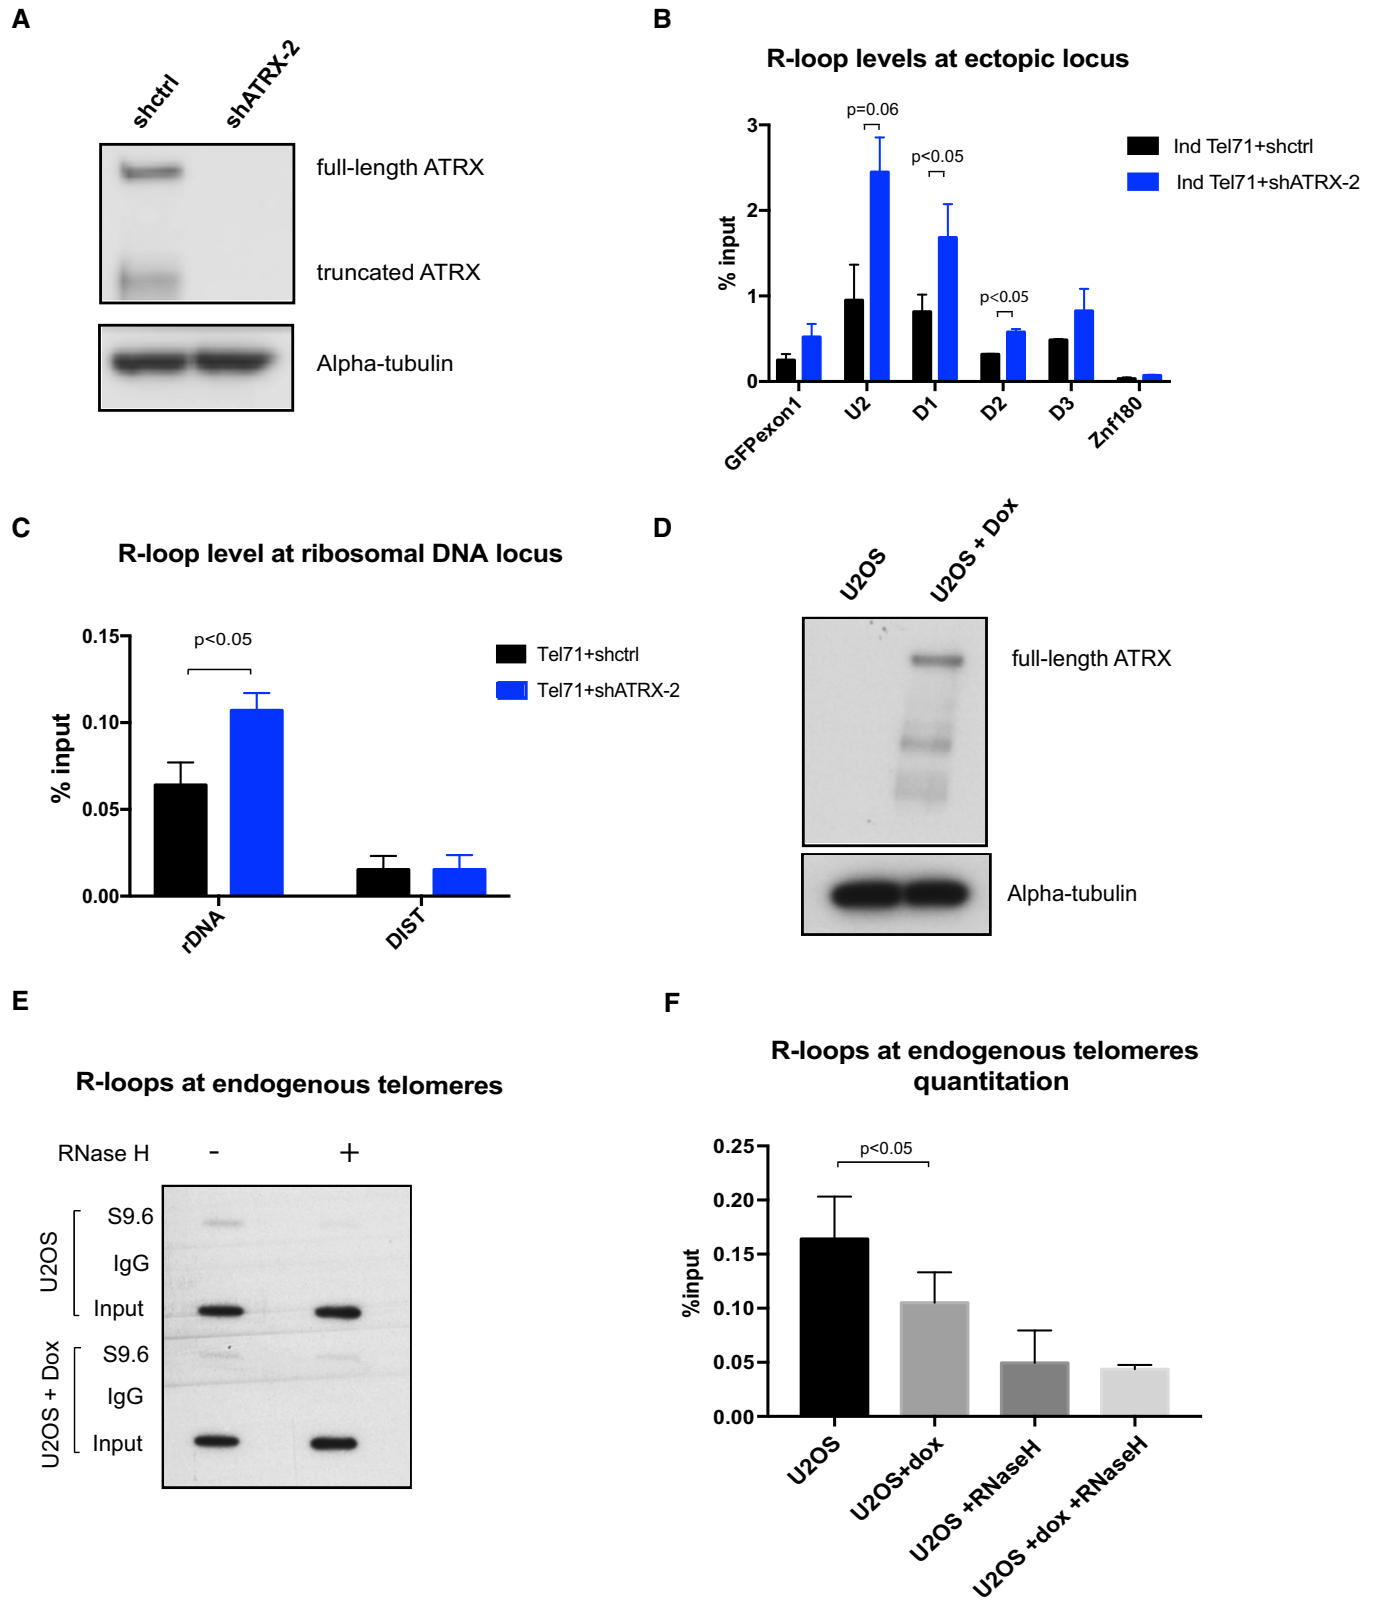 A
shctrl
shATRX-2
full-length ATRX
truncated ATRX
Alpha-tubulin
B
R-loop levels at ectopic locus
% input
3
2
1
0
p=0.06
p<0.05
p<0.05
Ind Tel71+shctrl
Ind Tel71+shATRX-2
GFPexon1
U2
D1
D2
D3
Znf180
C
R-loop level at ribosomal DNA locus
% input
0.15
0.10
0.05
0.00
p<0.05
Tel71+shctrl
Tel71+shATRX-2
rDNA
DIST
D
U2OS
U2OS + Dox
full-length ATRX
Alpha-tubulin
E
R-loops at endogenous telomeres
RNase H - +
U2OS
S9.6
IgG
Input
U2OS + Dox
S9.6
IgG
Input
F
R-loops at endogenous telomeres
quantitation
%input
0.25
0.20
0.15
0.10
0.05
0.00
p<0.05
U2OS
U2OS+dox
U2OS +RNaseH
U2OS +dox +RNaseH